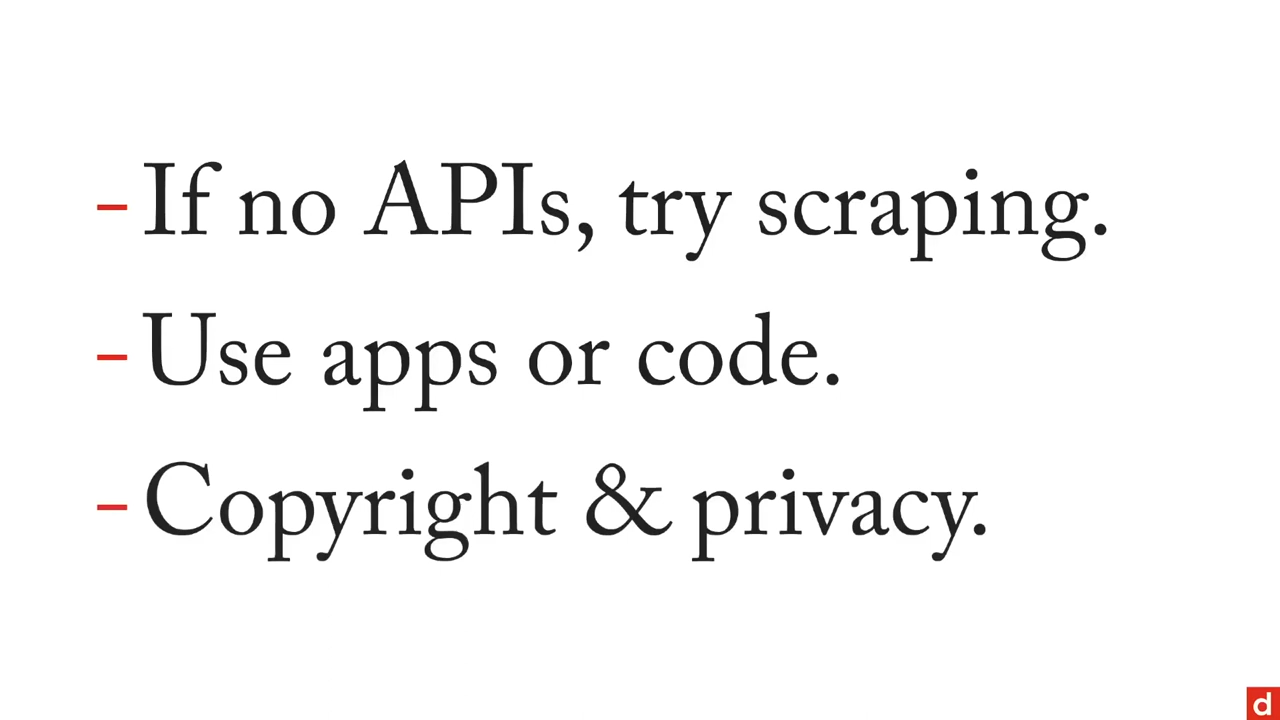 - If no APIs, try scraping.
- Use apps or code.
- Copyright & privacy.
d